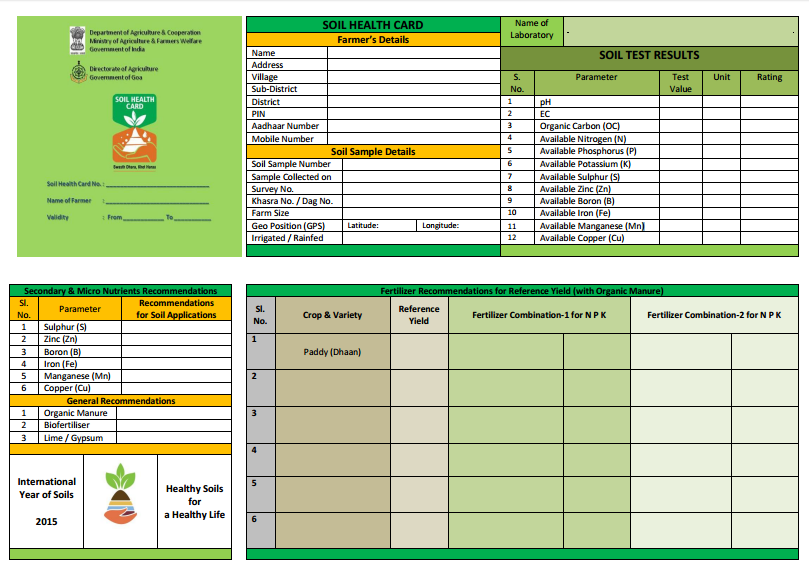 Department of Agriculture & Cooperation
Ministry of Agriculture & Farmers Welfare
Government of India
Directorate of Agriculture
Government of Goa
SOIL HEALTH
CARD
Swasth Dharaa, Khet Haraa
Soil Health Card No. : ______________________
Name of Farmer : ______________________
Validity : From__________ To ________
SOIL HEALTH CARD
Farmer's Details
Name
Address
Village
Sub-District
District
PIN
Aadhaar Number
Mobile Number
Soil Sample Details
Soil Sample Number
Sample Collected on
Survey No.
Khasra No. / Dag No.
Farm Size
Geo Position (GPS) Latitude: Longitude:
Irrigated / Rainfed
Name of
Laboratory
SOIL TEST RESULTS
S. No. Parameter Test Value Unit Rating
1 pH
2 EC
3 Organic Carbon (OC)
4 Available Nitrogen (N)
5 Available Phosphorus (P)
6 Available Potassium (K)
7 Available Sulphur (S)
8 Available Zinc (Zn)
9 Available Boron (B)
10 Available Iron (Fe)
11 Available Manganese (Mn)
12 Available Copper (Cu)
Secondary & Micro Nutrients Recommendations
Sl. No. Parameter Recommendations for Soil Applications
1 Sulphur (S)
2 Zinc (Zn)
3 Boron (B)
4 Iron (Fe)
5 Manganese (Mn)
6 Copper (Cu)
General Recommendations
1 Organic Manure
2 Biofertiliser
3 Lime / Gypsum
International
Year of Soils
2015
Healthy Soils
for
a Healthy Life
Fertilizer Recommendations for Reference Yield (with Organic Manure)
Sl. No. Crop & Variety Reference Yield Fertilizer Combination-1 for N P K Fertilizer Combination-2 for N P K
1 Paddy (Dhaan)
2
3
4
5
6